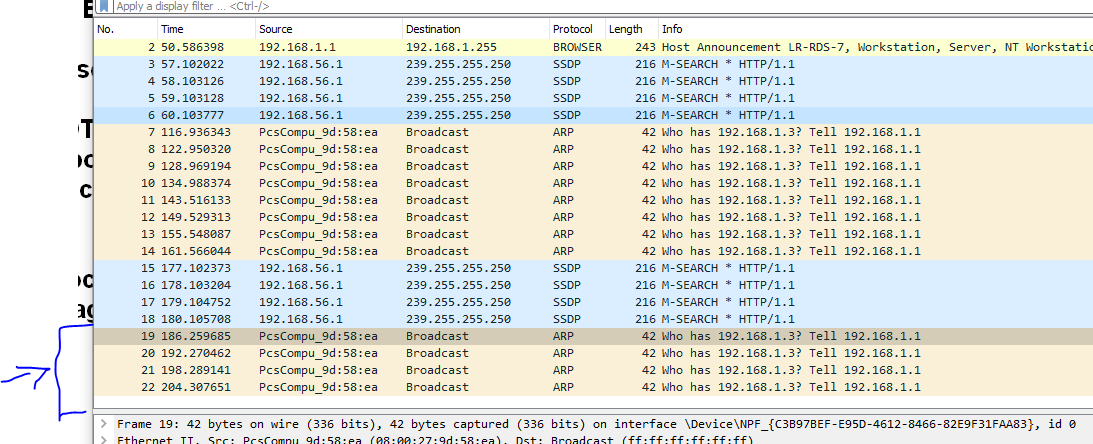 Apply a display filter ... <Ctrl-/>
No. Time Source Destination Protocol Length Info
2 50.586398 192.168.1.1 192.168.1.255 BROWSER 243 Host Announcement LR-RDS-7, Workstation, Server, NT Workstatio
3 57.102022 192.168.56.1 239.255.255.250 SSDP 216 M-SEARCH * HTTP/1.1
4 58.103126 192.168.56.1 239.255.255.250 SSDP 216 M-SEARCH * HTTP/1.1
5 59.103128 192.168.56.1 239.255.255.250 SSDP 216 M-SEARCH * HTTP/1.1
6 60.103777 192.168.56.1 239.255.255.250 SSDP 216 M-SEARCH * HTTP/1.1
7 116.936343 PcsCompu_9d:58:ea Broadcast ARP 42 Who has 192.168.1.3? Tell 192.168.1.1
8 122.950320 PcsCompu_9d:58:ea Broadcast ARP 42 Who has 192.168.1.3? Tell 192.168.1.1
9 128.969194 PcsCompu_9d:58:ea Broadcast ARP 42 Who has 192.168.1.3? Tell 192.168.1.1
10 134.988374 PcsCompu_9d:58:ea Broadcast ARP 42 Who has 192.168.1.3? Tell 192.168.1.1
11 143.516133 PcsCompu_9d:58:ea Broadcast ARP 42 Who has 192.168.1.3? Tell 192.168.1.1
12 149.529313 PcsCompu_9d:58:ea Broadcast ARP 42 Who has 192.168.1.3? Tell 192.168.1.1
13 155.548087 PcsCompu_9d:58:ea Broadcast ARP 42 Who has 192.168.1.3? Tell 192.168.1.1
14 161.566044 PcsCompu_9d:58:ea Broadcast ARP 42 Who has 192.168.1.3? Tell 192.168.1.1
15 177.102373 192.168.56.1 239.255.255.250 SSDP 216 M-SEARCH * HTTP/1.1
16 178.103204 192.168.56.1 239.255.255.250 SSDP 216 M-SEARCH * HTTP/1.1
17 179.104752 192.168.56.1 239.255.255.250 SSDP 216 M-SEARCH * HTTP/1.1
18 180.105708 192.168.56.1 239.255.255.250 SSDP 216 M-SEARCH * HTTP/1.1
19 186.259685 PcsCompu_9d:58:ea Broadcast ARP 42 Who has 192.168.1.3? Tell 192.168.1.1
20 192.270462 PcsCompu_9d:58:ea Broadcast ARP 42 Who has 192.168.1.3? Tell 192.168.1.1
21 198.289141 PcsCompu_9d:58:ea Broadcast ARP 42 Who has 192.168.1.3? Tell 192.168.1.1
22 204.307651 PcsCompu_9d:58:ea Broadcast ARP 42 Who has 192.168.1.3? Tell 192.168.1.1
Frame 19: 42 bytes on wire (336 bits), 42 bytes captured (336 bits) on interface \Device\NPF_{C3B97BEF-E95D-4612-8466-82E9F31FAA83}, id 0
Ethernet II, Src: PcsCompu_9d:58:ea (08:00:27:9d:58:ea), Dst: Broadcast (ff:ff:ff:ff:ff:ff)